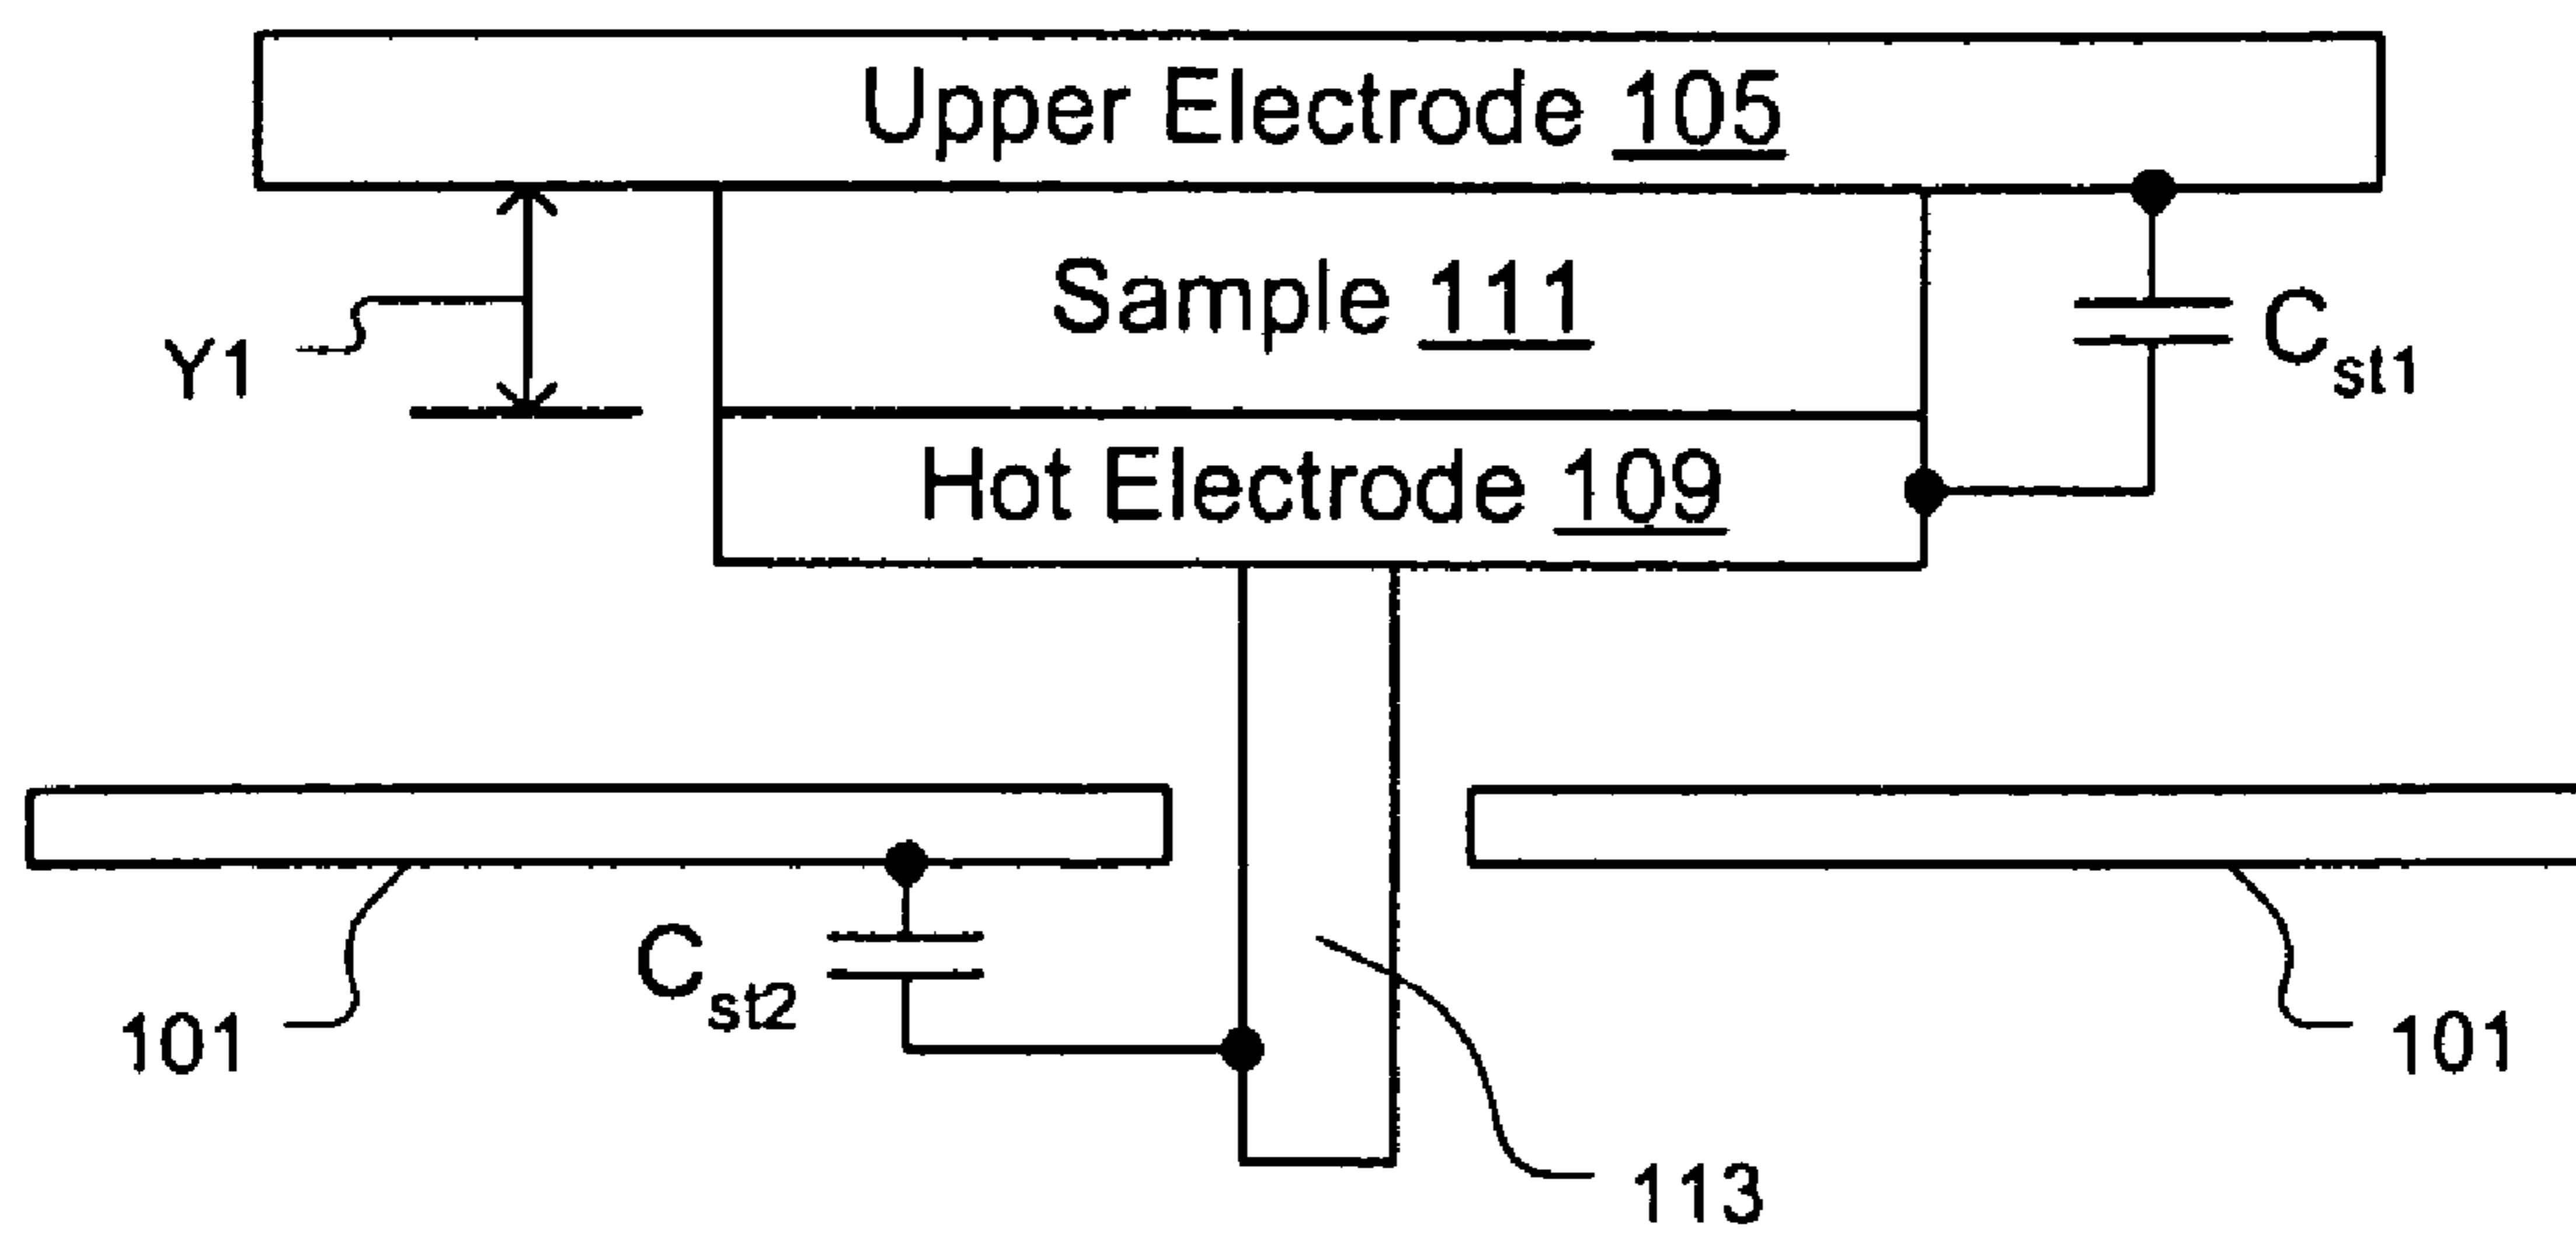 Upper Electrode 105
Sample 111
Y1
Cst1
Hot Electrode 109
Cst2
101
101
113